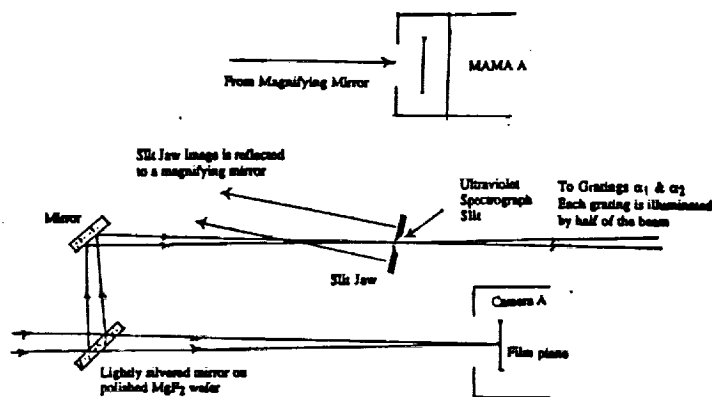 MAMA A
From Magnifying Mirror
Slit Jaw Image is reflected
to a magnifying mirror
Ultraviolet
Spectrograph
Slit
To Gratings α₁ & α₂
Each grating is illuminated
by half of the beam
Mirror
Slit Jaw
Camera A
Film plane
Lightly silvered mirror on
polished MgF₂ wafer